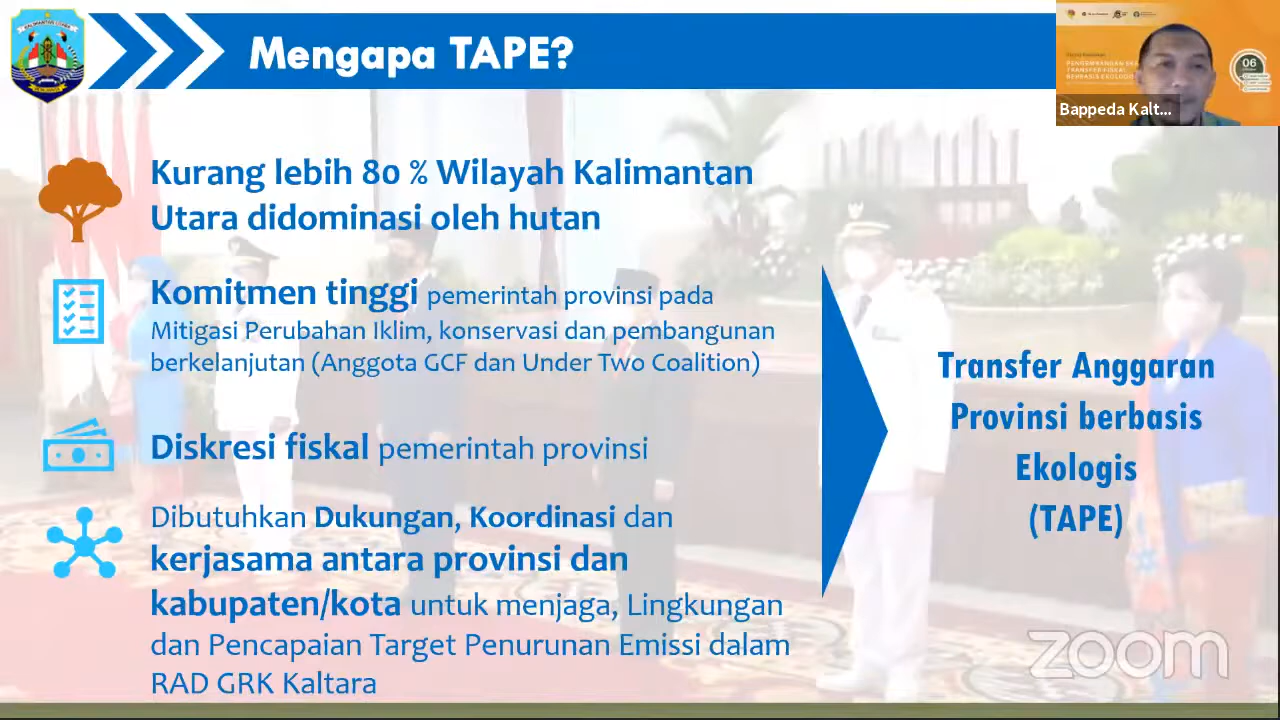 KALIMANTAN UTARA
Mengapa TAPE?
06
Bappeda Kalt...
Kurang lebih 80 % Wilayah Kalimantan
Utara didominasi oleh hutan
Komitmen tinggi pemerintah provinsi pada
Mitigasi Perubahan Iklim, konservasi dan pembangunan
berkelanjutan (Anggota GCF dan Under Two Coalition)
Diskresi fiskal pemerintah provinsi
Dibutuhkan Dukungan, Koordinasi dan
kerjasama antara provinsi dan
kabupaten/kota untuk menjaga, Lingkungan
dan Pencapaian Target Penurunan Emissi dalam
RAD GRK Kaltara
Transfer Anggaran
Provinsi berbasis
Ekologis
(TAPE)
zoom